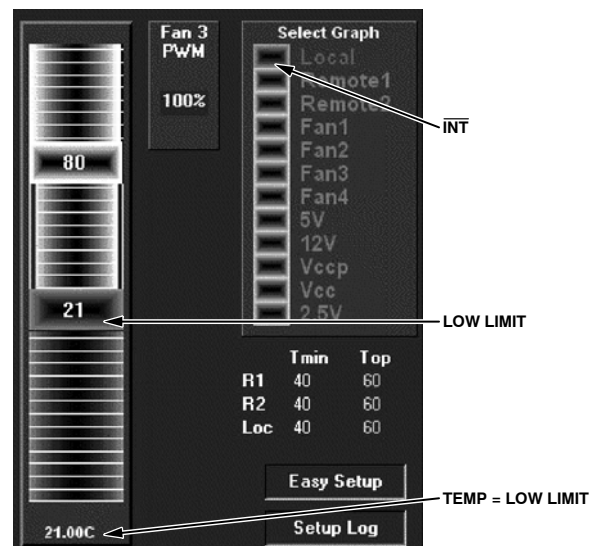 Fan 3
PWM
100%
Select Graph
Local
Remote1
Remote2
Fan1
Fan2
Fan3
Fan4
5V
12V
Vccp
Vcc
2.5V
80
21
INT
LOW LIMIT
Tmin Top
R1 40 60
R2 40 60
Loc 40 60
Easy Setup
Setup Log
TEMP = LOW LIMIT
21.00C